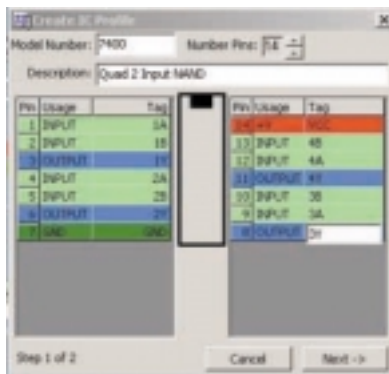 Create IC Profile
Model Number: 7400 Number Pins: 14
Description: Quad 2 Input NAND
Pin Usage Tag Pin Usage Tag
1 INPUT 1A 14 +V VCC
2 INPUT 1B 13 INPUT 4B
3 OUTPUT 1Y 12 INPUT 4A
4 INPUT 2A 11 OUTPUT 4Y
5 INPUT 2B 10 INPUT 3B
6 OUTPUT 2Y 9 INPUT 3A
7 GND GND 8 OUTPUT 3Y
Step 1 of 2 Cancel Next ->